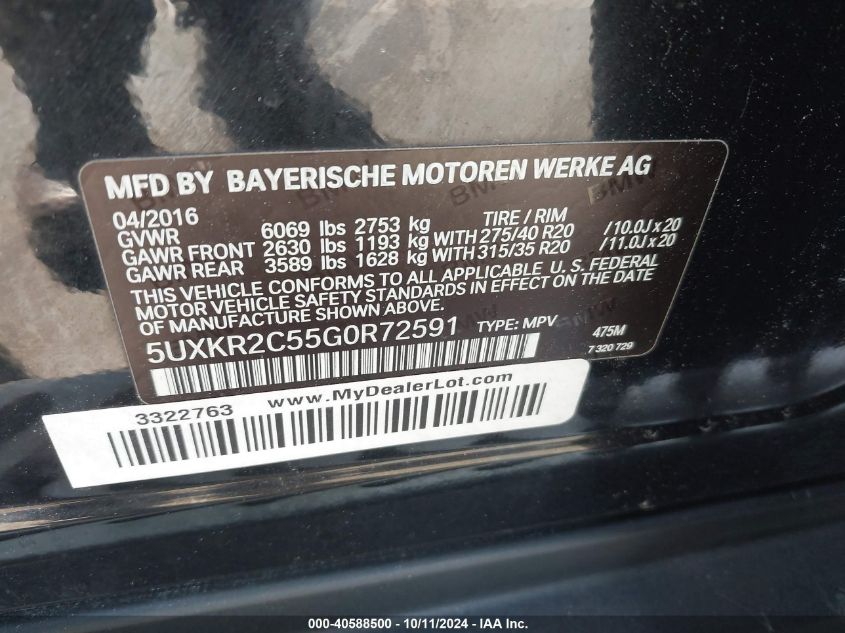 MFD BY BAYERISCHE MOTOREN WERKE AG
04/2016 TIRE / RIM
GVWR 6069 lbs 2753 kg
GAWR FRONT 2630 lbs 1193 kg WITH 275/40 R20 /10.0J x 20
GAWR REAR 3589 lbs 1628 kg WITH 315/35 R20 /11.0J x 20
THIS VEHICLE CONFORMS TO ALL APPLICABLE U. S. FEDERAL
MOTOR VEHICLE SAFETY STANDARDS IN EFFECT ON THE DATE
OF MANUFACTURE SHOWN ABOVE.
5UXKR2C55G0R72591 TYPE: MPV 475M
7 320 729
3322763 www.MyDealerLot.com
000-40588500 - 10/11/2024 - IAA Inc.